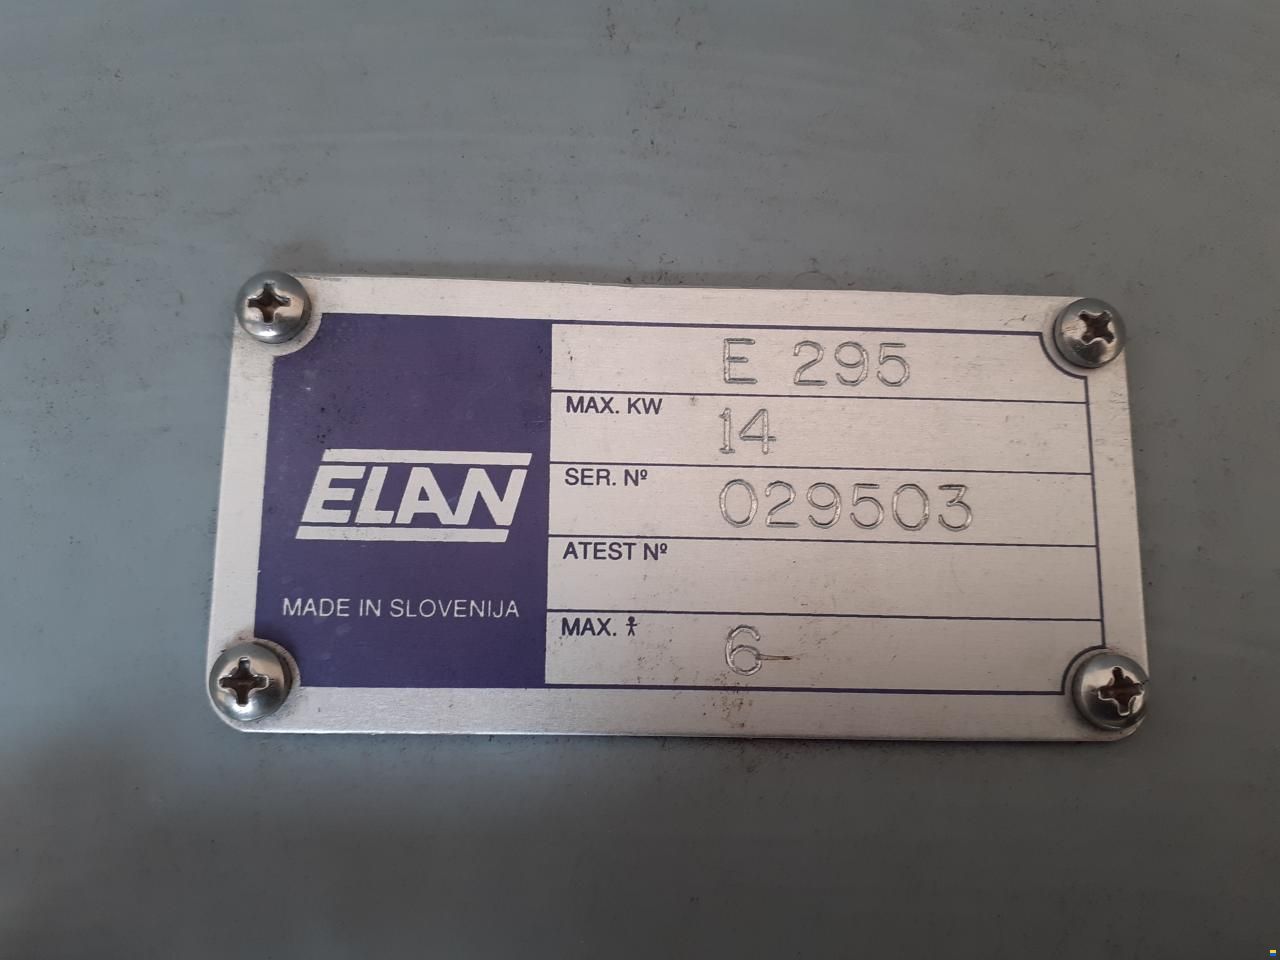 ELAN
MADE IN SLOVENIJA
E 295
MAX. KW 14
SER. Nº 029503
ATEST Nº
MAX. 6